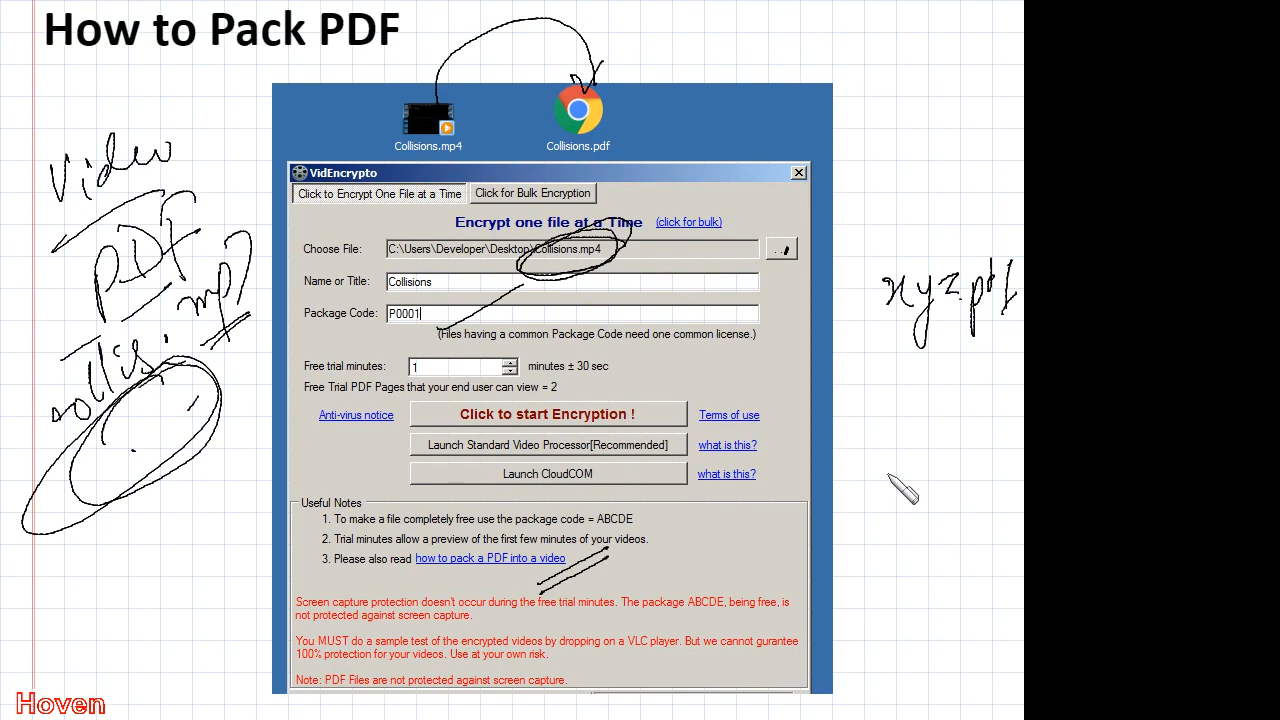 How to Pack PDF
Collisions.mp4
Collisions.pdf
VidEncrypto
Click to Encrypt One File at a Time
Click for Bulk Encryption
Encrypt one file at a Time (click for bulk)
Choose File: C:\Users\Developer\Desktop\Collisions.mp4
Name or Title: Collisions
Package Code: P0001
(Files having a common Package Code need one common license.)
Free trial minutes: 1 minutes ± 30 sec
Free Trial PDF Pages that your end user can view = 2
Anti-virus notice Click to start Encryption ! Terms of use
Launch Standard Video Processor[Recommended] what is this?
Launch CloudCOM what is this?
Useful Notes
1. To make a file completely free use the package code = ABCDE
2. Trial minutes allow a preview of the first few minutes of your videos.
3. Please also read how to pack a PDF into a video
Screen capture protection doesn't occur during the free trial minutes. The package ABCDE, being free, is
not protected against screen capture.
You MUST do a sample test of the encrypted videos by dropping on a VLC player. But we cannot gurantee
100% protection for your videos. Use at your own risk.
Note: PDF Files are not protected against screen capture.
Video
PDF
xyz.pdf
Hoven